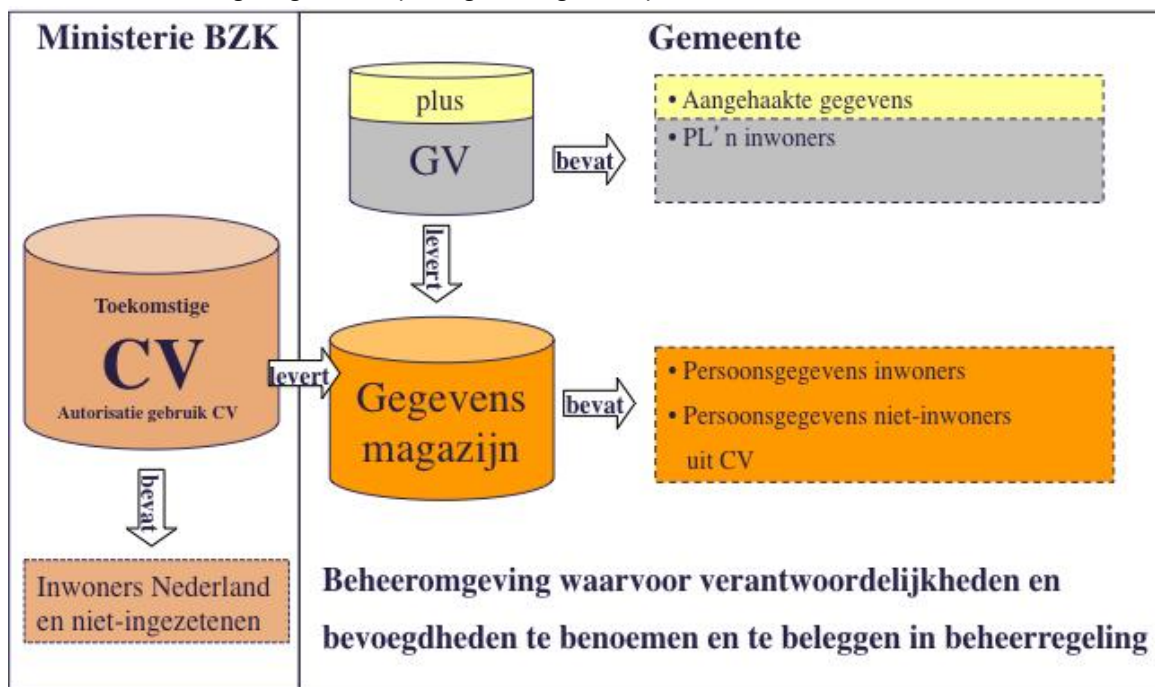 Ministerie BZK
Gemeente
plus
GV
bevat
• Aangehaakte gegevens
• PL'n inwoners
levert
Toekomstige
CV
Autorisatie gebruik CV
levert
Gegevens
magazijn
bevat
• Persoonsgegevens inwoners
• Persoonsgegevens niet-inwoners
uit CV
bevat
Inwoners Nederland
en niet-ingezetenen
Beheeromgeving waarvoor verantwoordelijkheden en
bevoegdheden te benoemen en te beleggen in beheerregeling